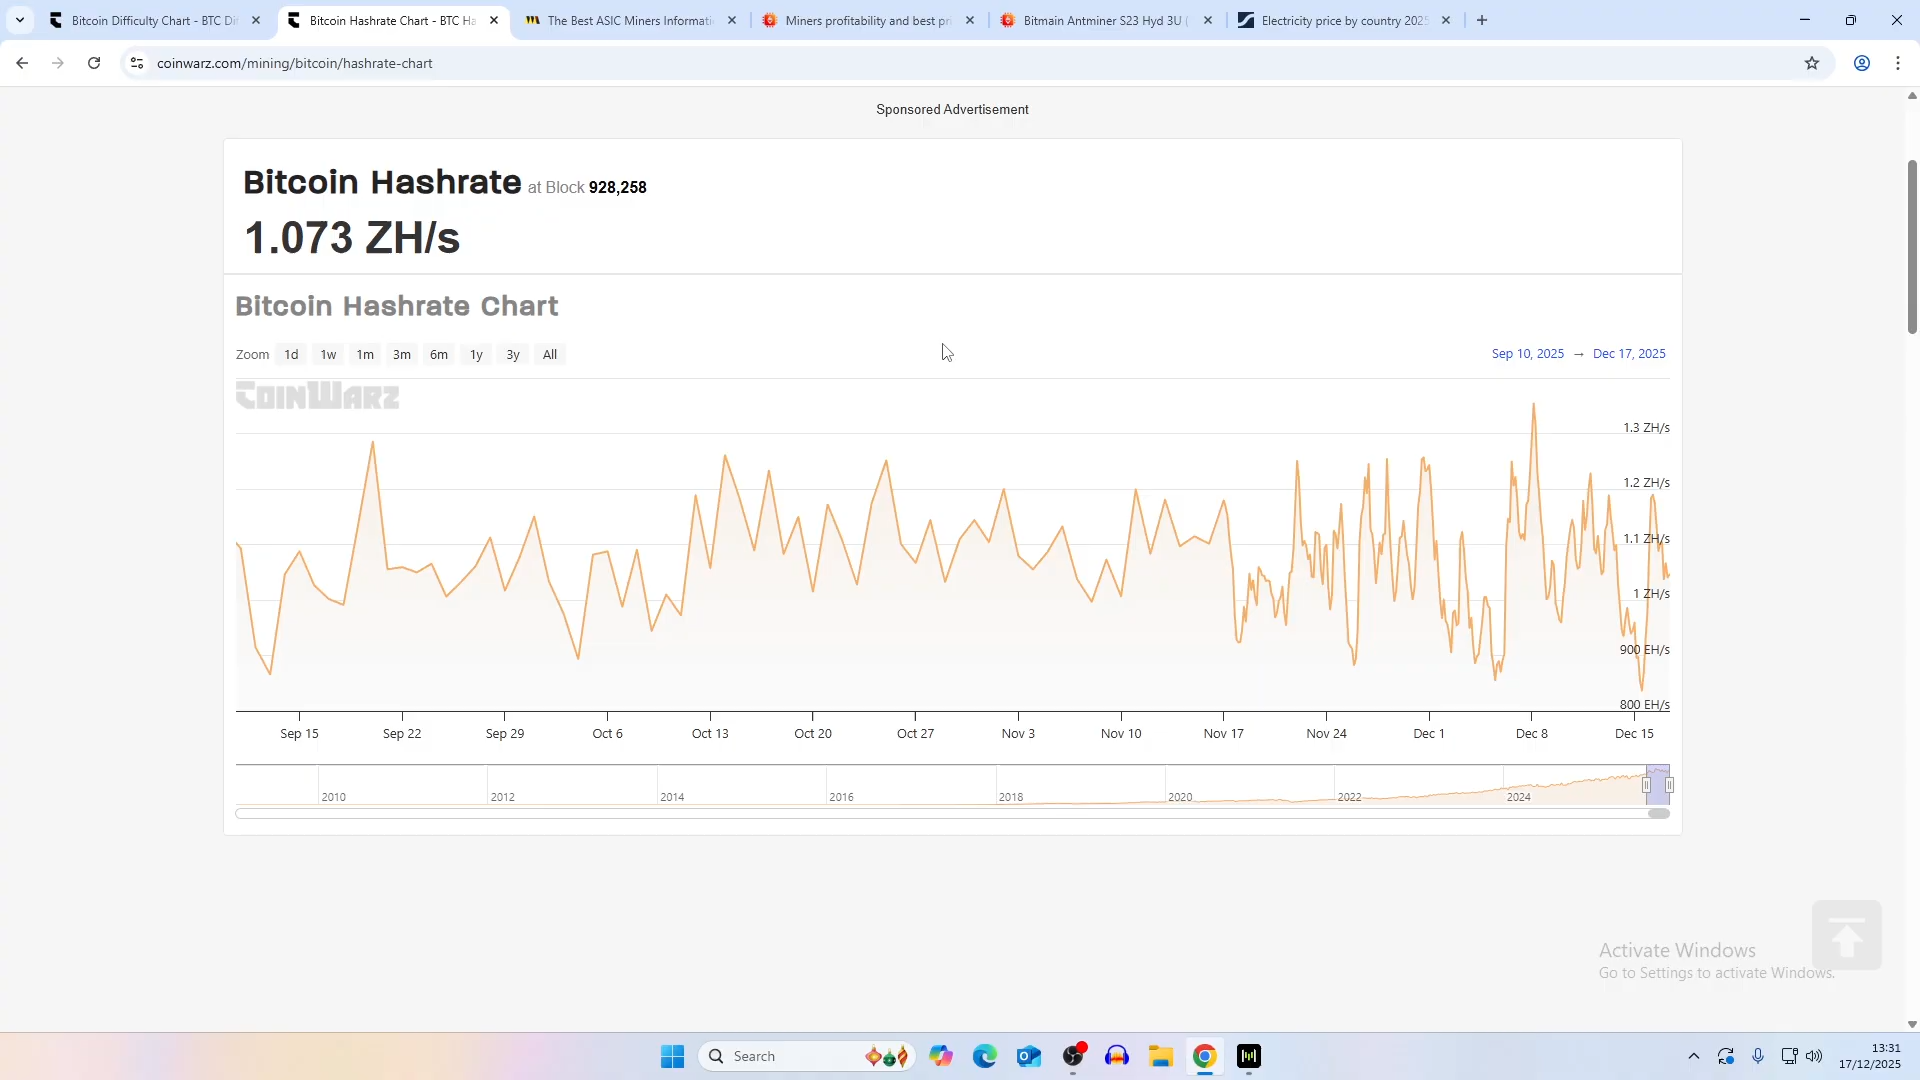 Bitcoin Difficulty Chart - BTC Di
Bitcoin Hashrate Chart - BTC Ha
The Best ASIC Miners Informati
Miners profitability and best pr
Bitmain Antminer S23 Hyd 3U (
Electricity price by country 2025
coinwarz.com/mining/bitcoin/hashrate-chart
Sponsored Advertisement
Bitcoin Hashrate at Block 928,258
1.073 ZH/s
Bitcoin Hashrate Chart
Zoom 1d 1w 1m 3m 6m 1y 3y All
Sep 10, 2025 → Dec 17, 2025
COINWARZ
1.3 ZH/s
1.2 ZH/s
1.1 ZH/s
1 ZH/s
900 EH/s
800 EH/s
Sep 15 Sep 22 Sep 29 Oct 6 Oct 13 Oct 20 Oct 27 Nov 3 Nov 10 Nov 17 Nov 24 Dec 1 Dec 8 Dec 15
2010 2012 2014 2016 2018 2020 2022 2024
Activate Windows
Go to Settings to activate Windows.
Search
13:31
17/12/2025